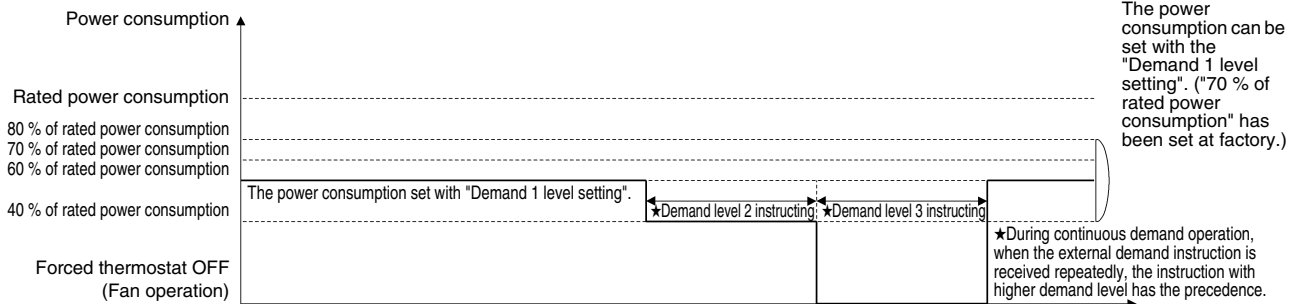 Power consumption
Rated power consumption
80 % of rated power consumption
70 % of rated power consumption
60 % of rated power consumption
40 % of rated power consumption
Forced thermostat OFF
(Fan operation)
The power consumption set with "Demand 1 level setting".
★Demand level 2 instructing
★Demand level 3 instructing
The power
consumption can be
set with the
"Demand 1 level
setting". ("70 % of
rated power
consumption" has
been set at factory.)
★During continuous demand operation,
when the external demand instruction is
received repeatedly, the instruction with
higher demand level has the precedence.